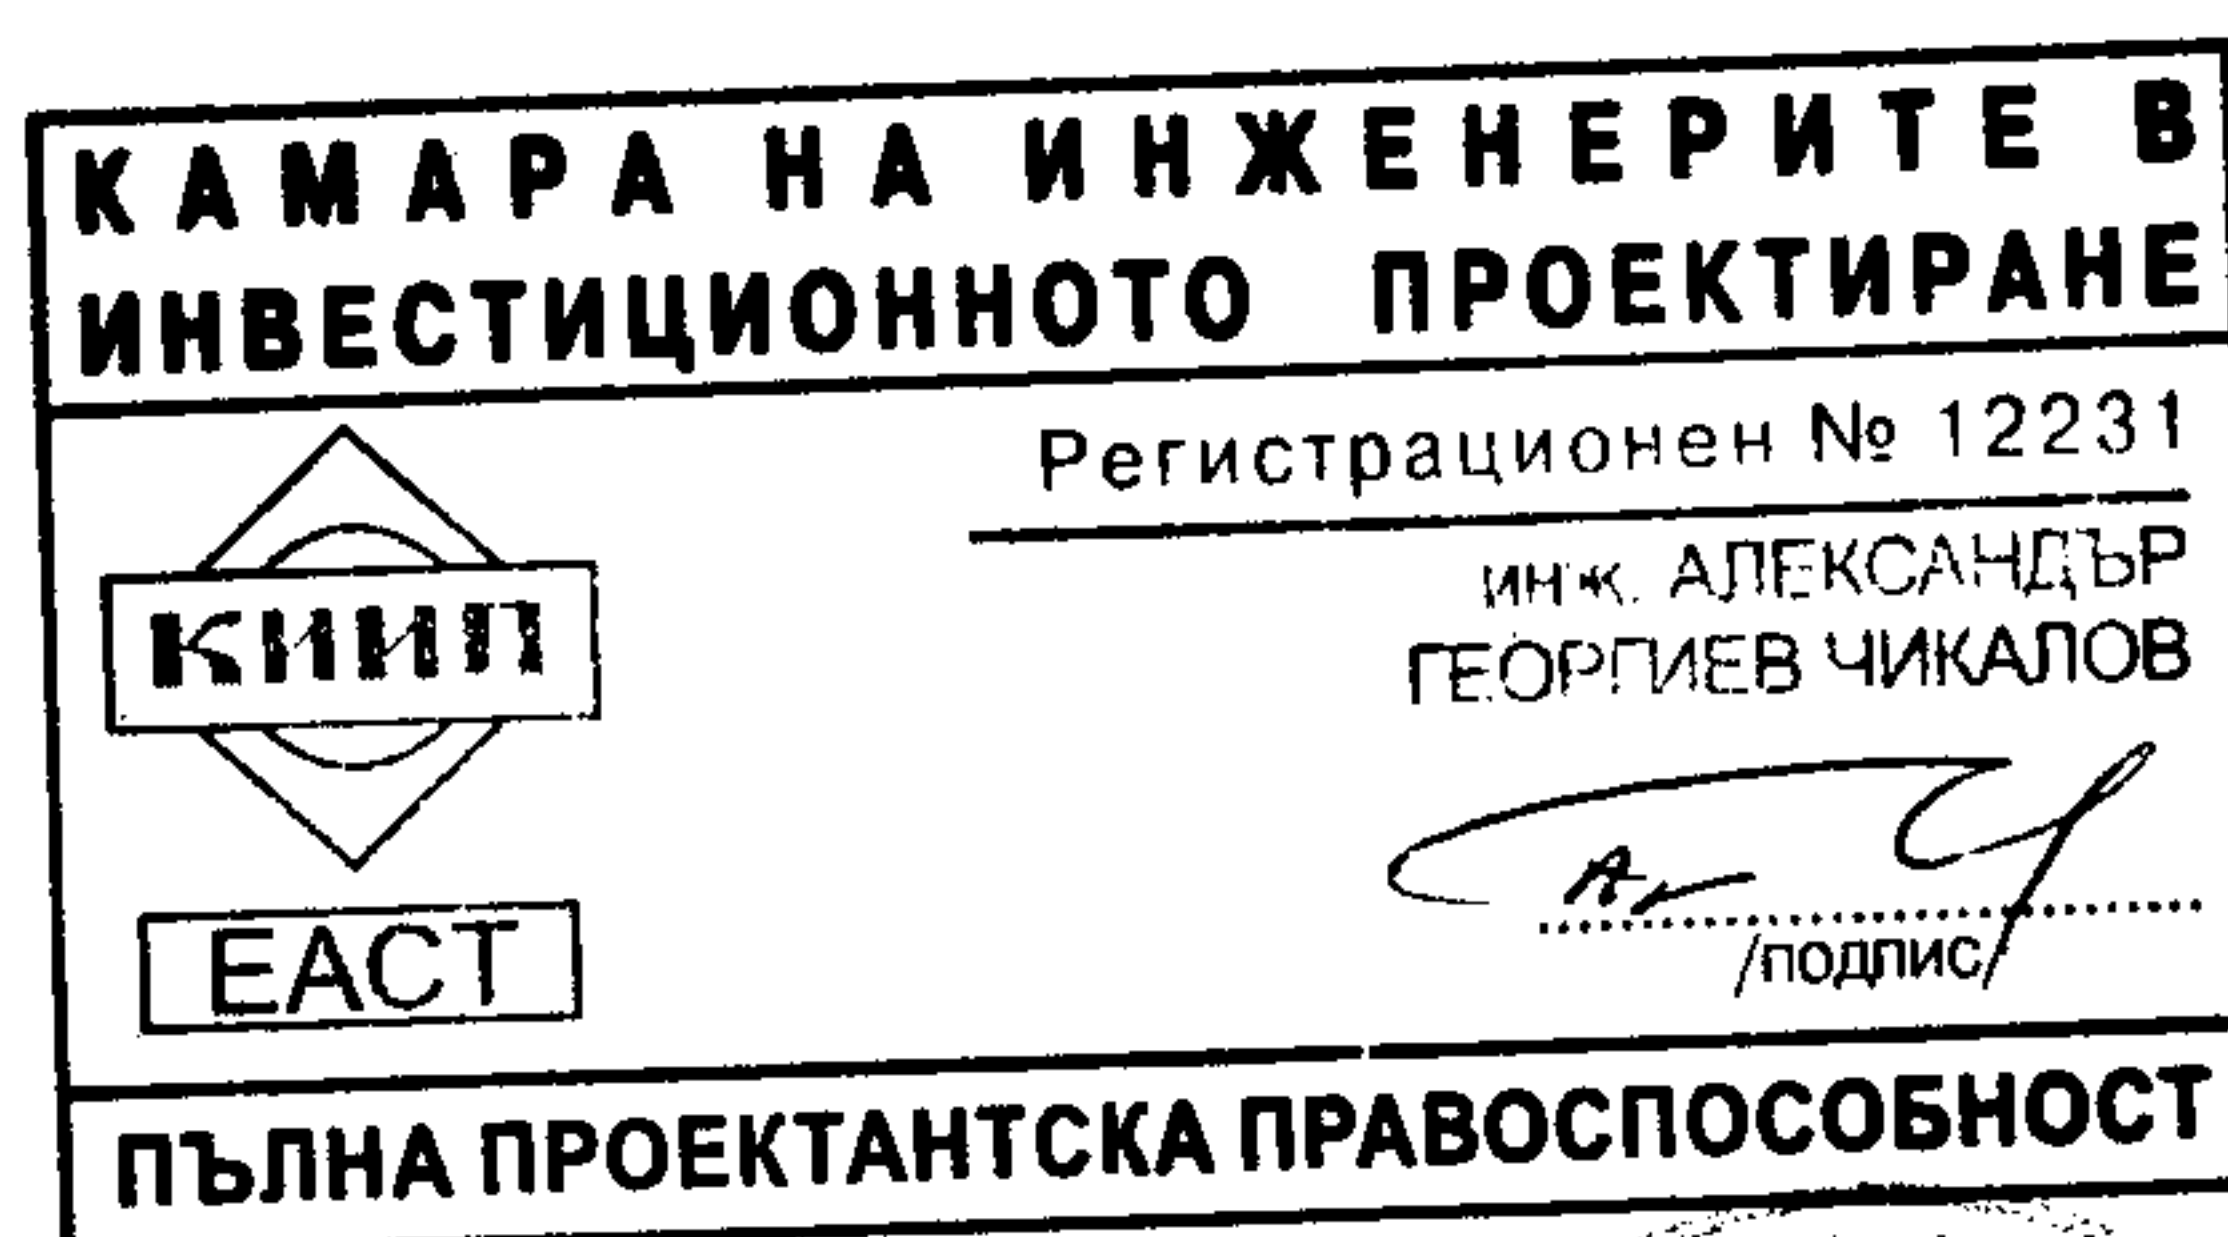 КАМАРА НА ИНЖЕНЕРИТЕ В
ИНВЕСТИЦИОННОТО ПРОЕКТИРАНЕ
Регистрационен № 12231
инж. АЛЕКСАНДЪР
ГЕОРГИЕВ ЧИКАЛОВ
КИИП
/подпис/
ЕАСТ
ПЪЛНА ПРОЕКТАНТСКА ПРАВОСПОСОБНОСТ